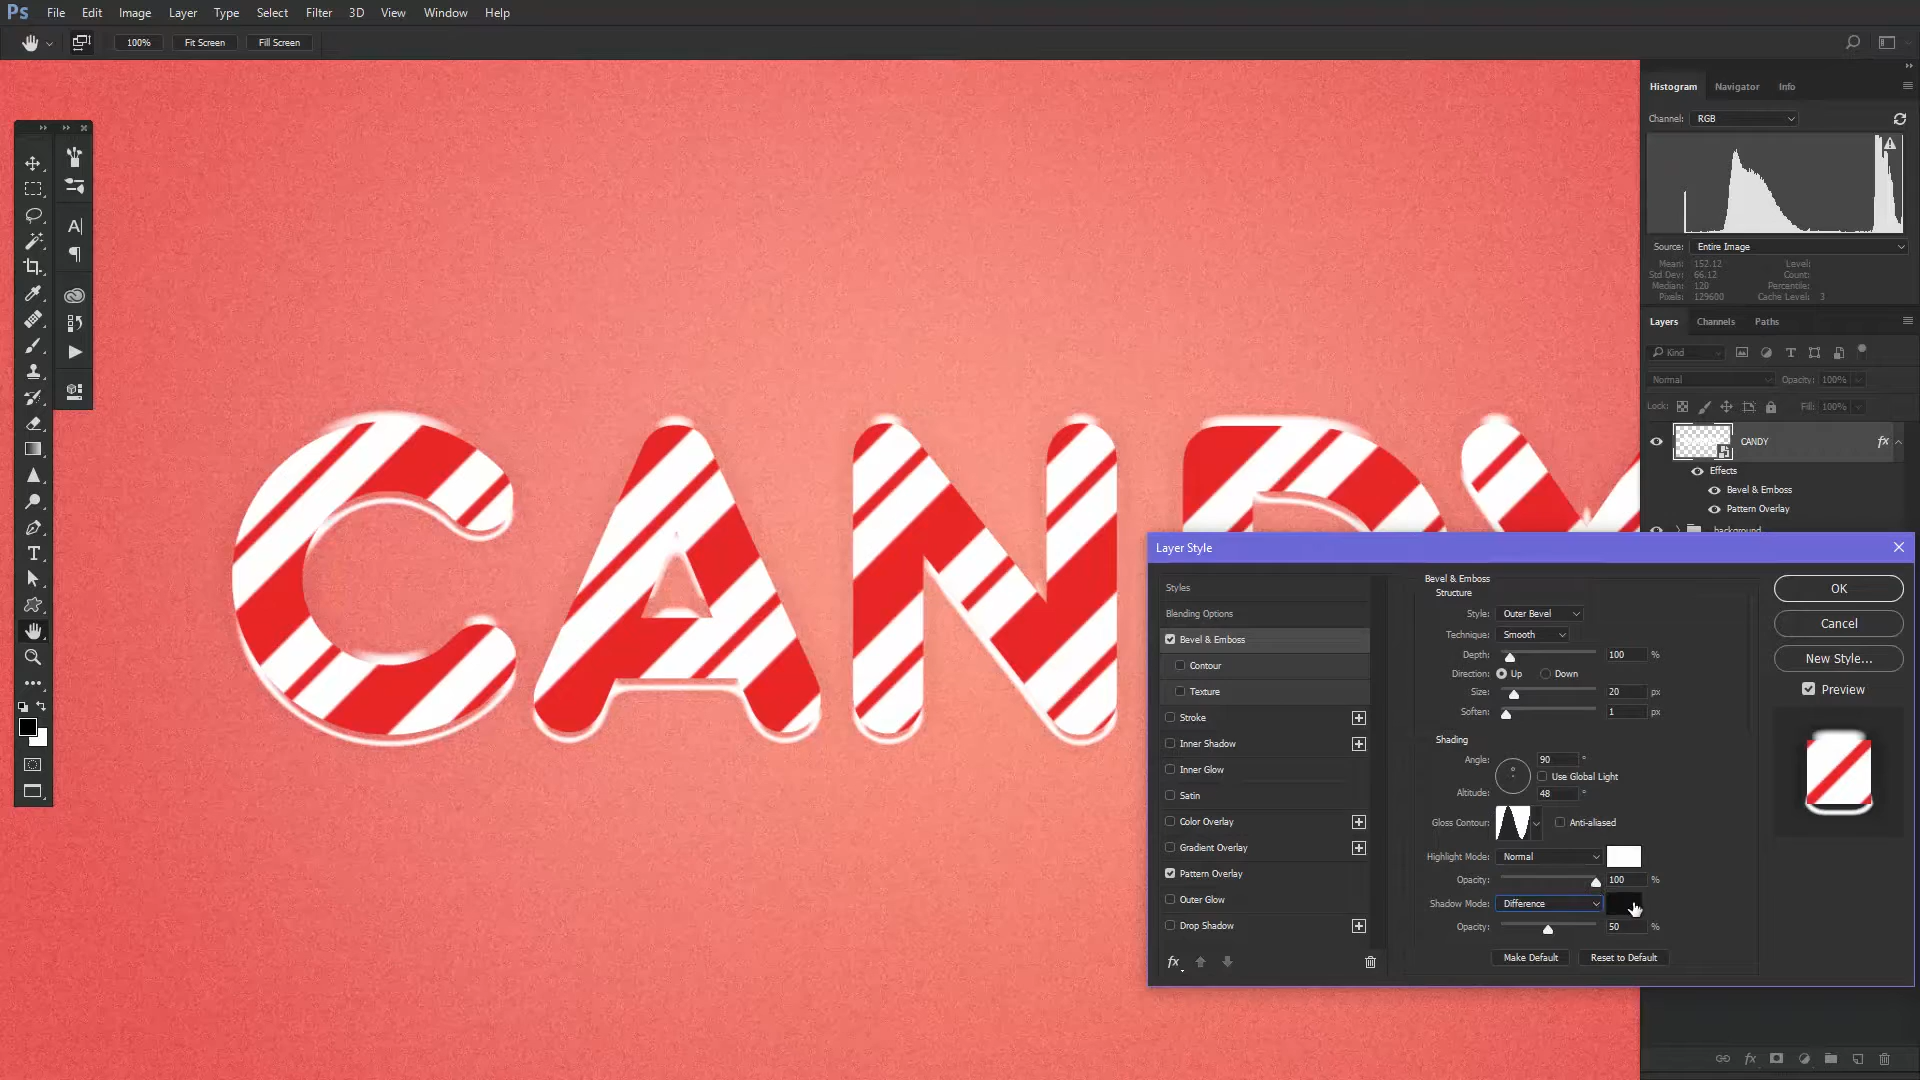 Ps File Edit Image Layer Type Select Filter 3D View Window Help
100% Fit Screen Fill Screen
Histogram Navigator Info
Channel: RGB
Source: Entire Image
Mean: 152.12 Level:
Std Dev: 66.12 Count:
Median: 120 Percentile:
Pixels: 129600 Cache Level: 3
Layers Channels Paths
Kind
Normal Opacity: 100%
Lock: Fill: 100%
CANDY fx
Effects
Bevel & Emboss
Pattern Overlay
background
CANDY
Layer Style
Styles
Blending Options
Bevel & Emboss
Contour
Texture
Stroke
Inner Shadow
Inner Glow
Satin
Color Overlay
Gradient Overlay
Pattern Overlay
Outer Glow
Drop Shadow
fx
Bevel & Emboss
Structure
Style: Outer Bevel
Technique: Smooth
Depth: 100 %
Direction: Up Down
Size: 20 px
Soften: 1 px
Shading
Angle: 90 °
Use Global Light
Altitude: 48 °
Gloss Contour: Anti-aliased
Highlight Mode: Normal
Opacity: 100 %
Shadow Mode: Difference
Opacity: 50 %
Make Default Reset to Default
OK
Cancel
New Style...
Preview
fx